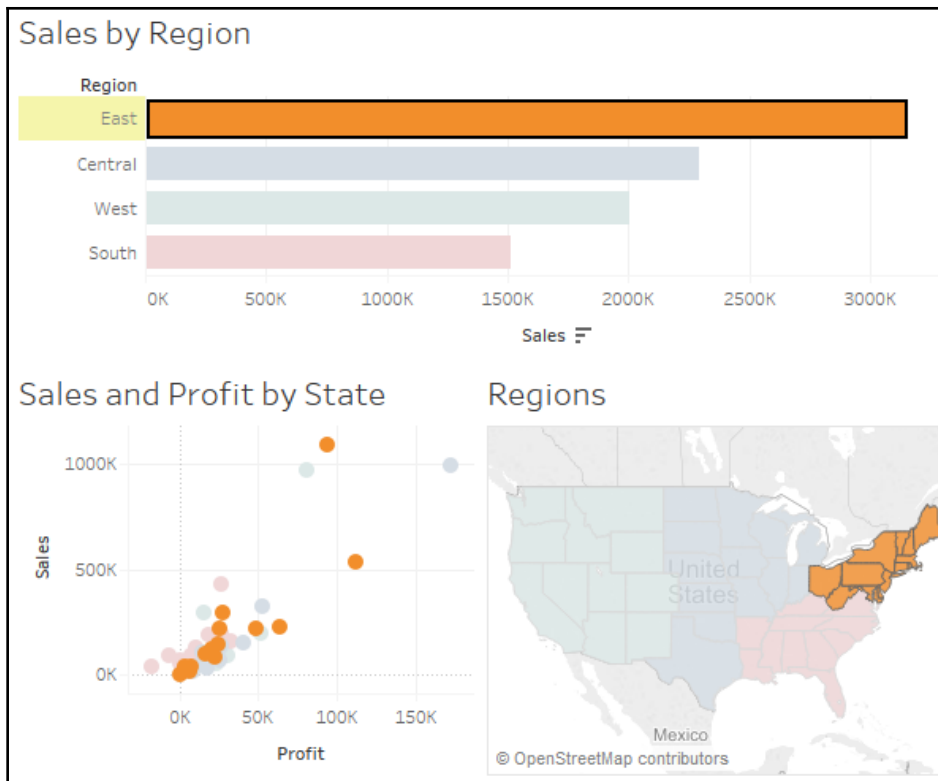 Sales by Region
Region
East
Central
West
South
0K 500K 1000K 1500K 2000K 2500K 3000K
Sales
Sales and Profit by State
1000K
500K
0K
Sales
0K 50K 100K 150K
Profit
Regions
United
States
Mexico
© OpenStreetMap contributors